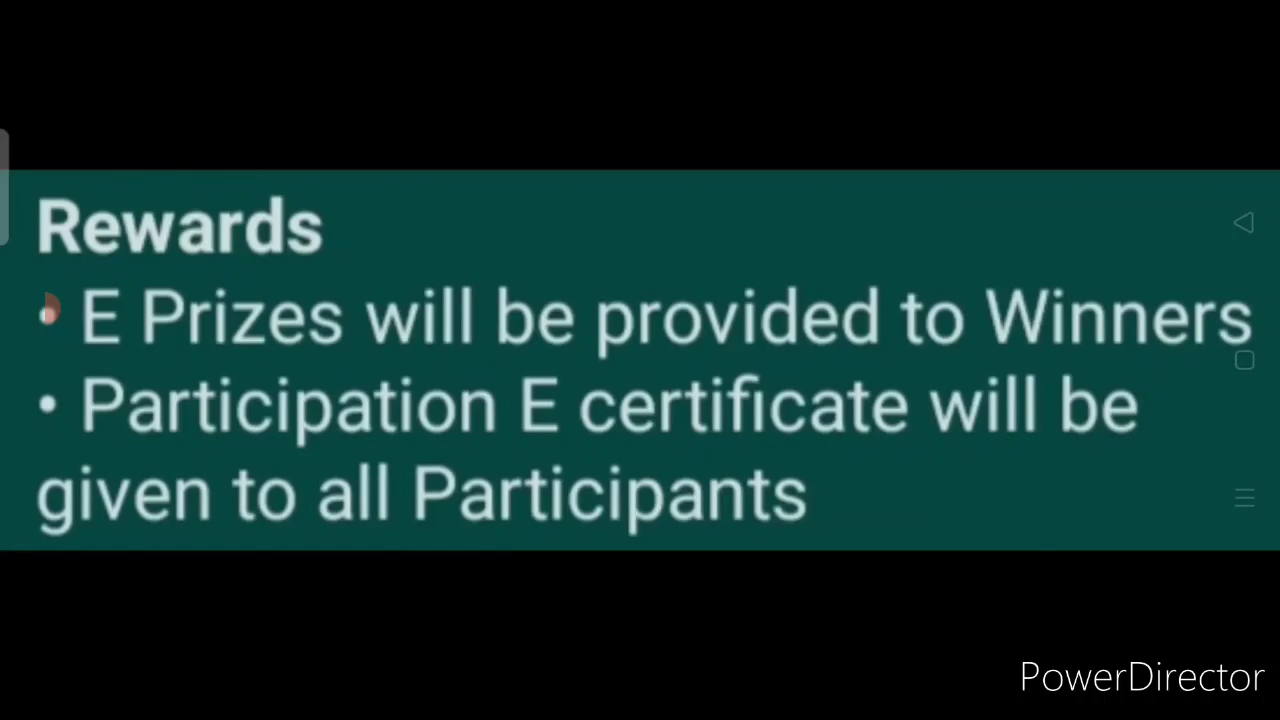 Rewards
• E Prizes will be provided to Winners
• Participation E certificate will be
given to all Participants
PowerDirector